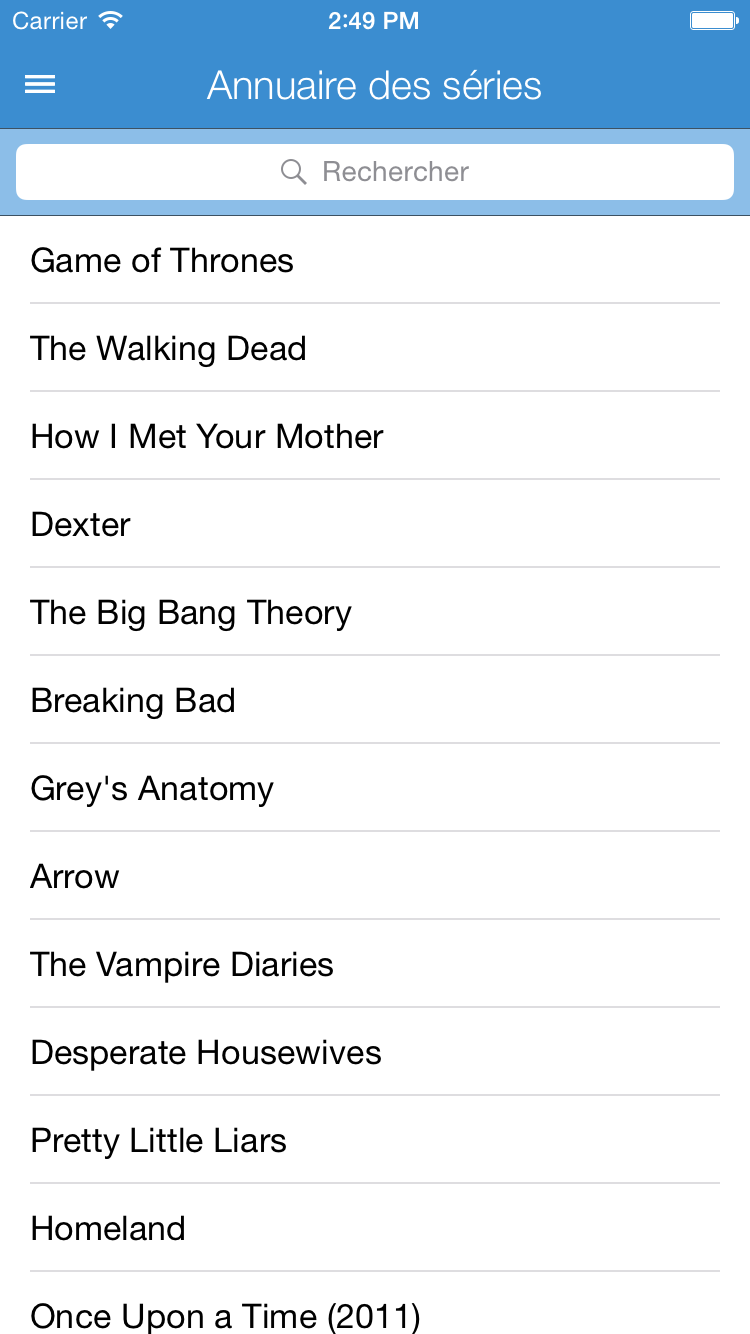 Carrier 2:49 PM
Annuaire des séries
Rechercher
Game of Thrones
The Walking Dead
How I Met Your Mother
Dexter
The Big Bang Theory
Breaking Bad
Grey's Anatomy
Arrow
The Vampire Diaries
Desperate Housewives
Pretty Little Liars
Homeland
Once Upon a Time (2011)